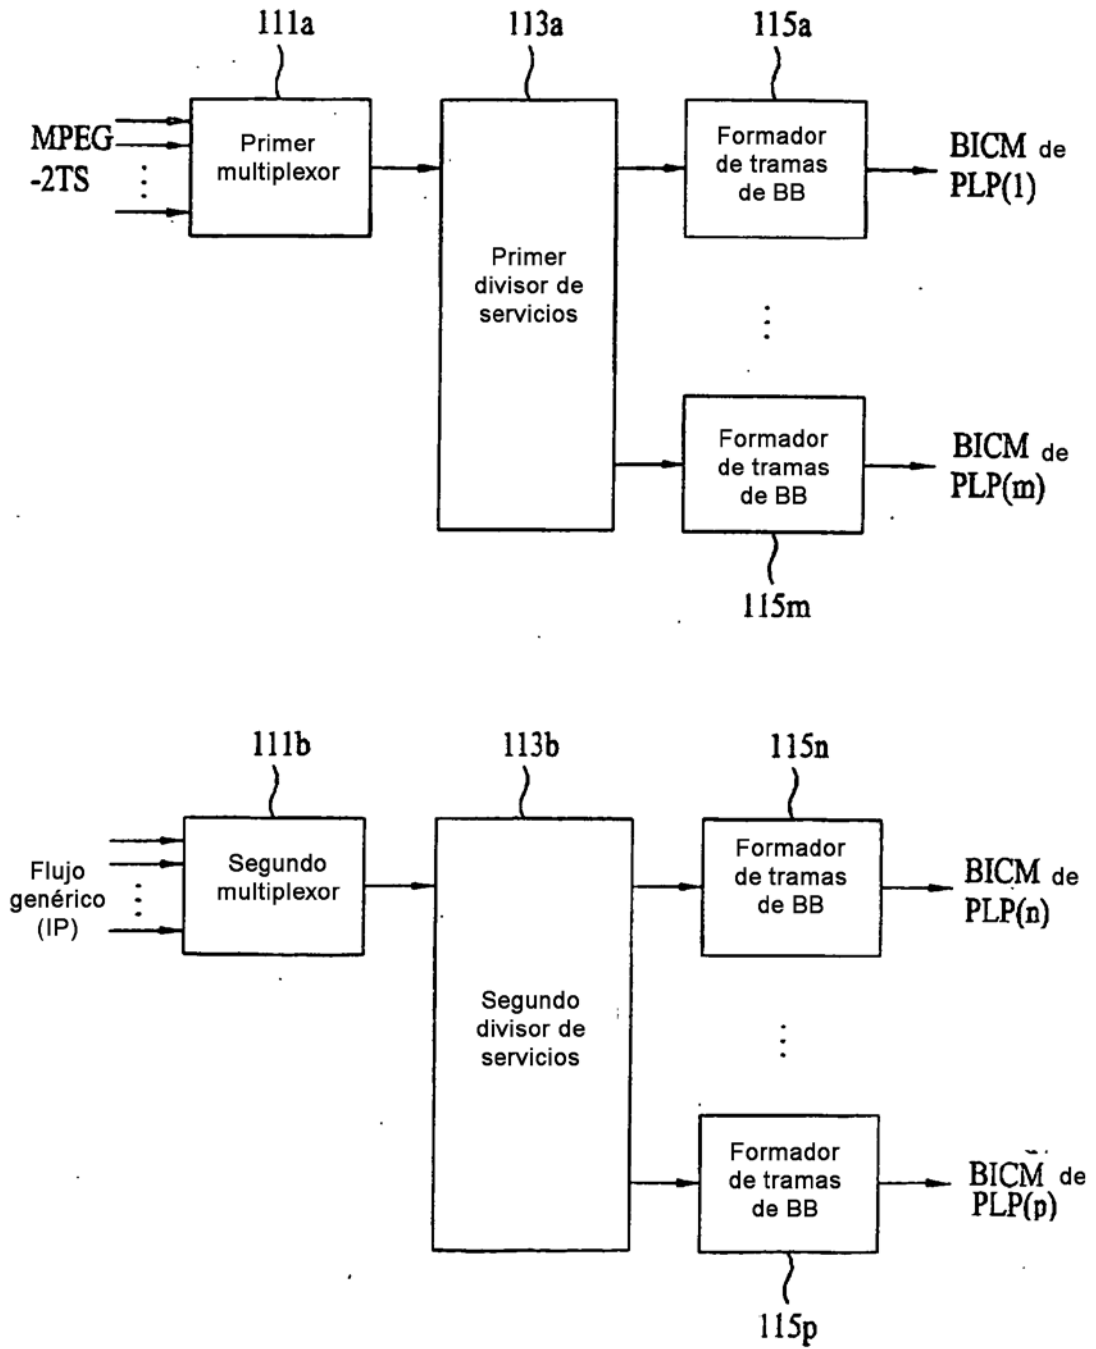 111a
113a
115a
MPEG
-2TS
Primer
multiplexor
Primer
divisor de
servicios
Formador
de tramas
de BB
BICM de
PLP(1)
Formador
de tramas
de BB
BICM de
PLP(m)
115m
111b
113b
115n
Flujo
genérico
(IP)
Segundo
multiplexor
Segundo
divisor de
servicios
Formador
de tramas
de BB
BICM de
PLP(n)
Formador
de tramas
de BB
BICM de
PLP(p)
115p